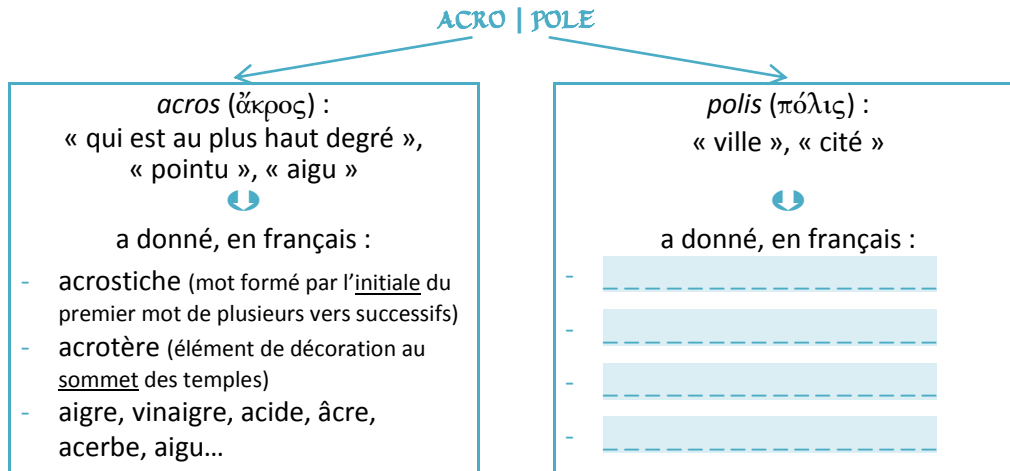 ACRO | POLE
acros (ἄκρος) :
« qui est au plus haut degré »,
« pointu », « aigu »
a donné, en français :
- acrostiche (mot formé par l’initiale du
premier mot de plusieurs vers successifs)
- acrotère (élément de décoration au
sommet des temples)
- aigre, vinaigre, acide, âcre,
acerbe, aigu…
polis (πόλις) :
« ville », « cité »
a donné, en français :
- _ _ _ _ _ _ _ _ _ _ _ _ _ _ _
- _ _ _ _ _ _ _ _ _ _ _ _ _ _ _
- _ _ _ _ _ _ _ _ _ _ _ _ _ _ _
- _ _ _ _ _ _ _ _ _ _ _ _ _ _ _